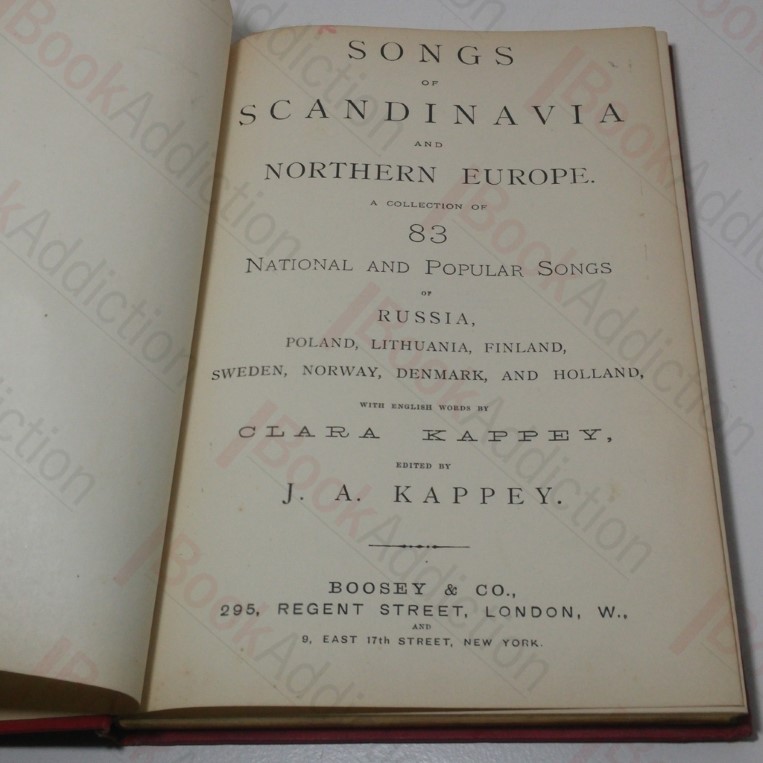 SONGS
OF
SCANDINAVIA
AND
NORTHERN EUROPE.
A COLLECTION OF
83
NATIONAL AND POPULAR SONGS
OF
RUSSIA,
POLAND, LITHUANIA, FINLAND,
SWEDEN, NORWAY, DENMARK, AND HOLLAND,
WITH ENGLISH WORDS BY
CLARA KAPPEY,
EDITED BY
J. A. KAPPEY.
BOOSEY & CO.,
295, REGENT STREET, LONDON, W.,
AND
9, EAST 17th STREET, NEW YORK.
BookAddiction